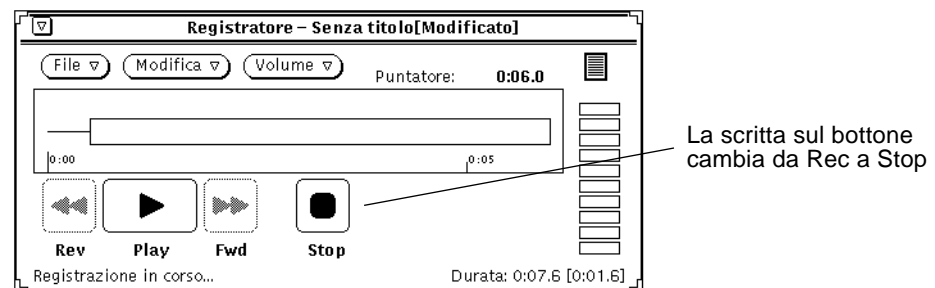 Registratore – Senza titolo[Modificato]
File Modifica Volume Puntatore: 0:06.0
0:00 0:05
La scritta sul bottone
cambia da Rec a Stop
Rev Play Fwd Stop
Registrazione in corso... Durata: 0:07.6 [0:01.6]